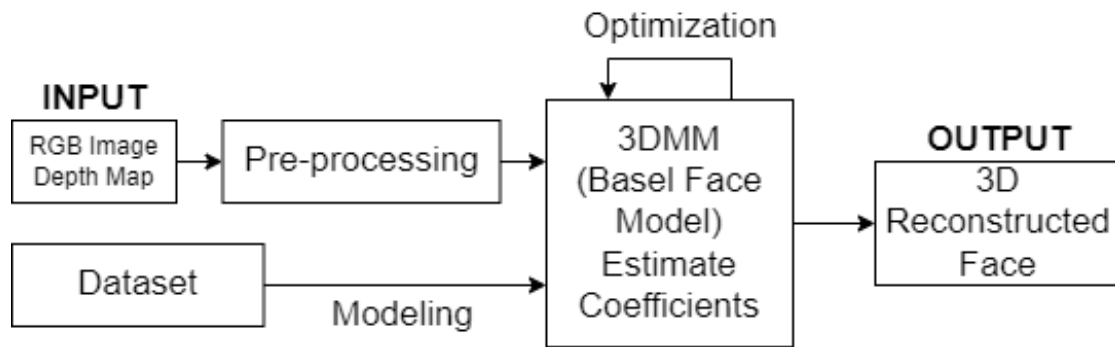 Optimization
INPUT
RGB Image
Depth Map
Pre-processing
Dataset
Modeling
3DMM
(Basel Face
Model)
Estimate
Coefficients
OUTPUT
3D
Reconstructed
Face